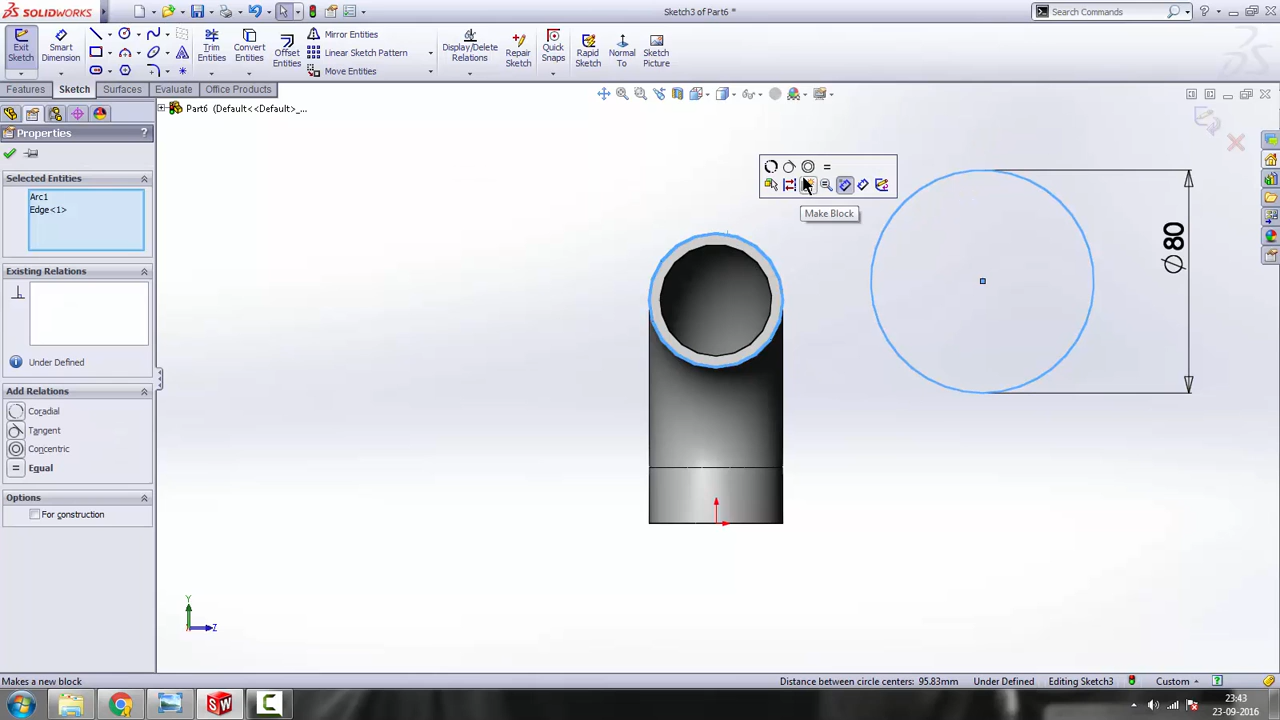 SOLIDWORKS
Sketch3 of Part6 *
Search Commands
Exit Sketch
Smart Dimension
Trim Entities
Convert Entities
Offset Entities
Mirror Entities
Linear Sketch Pattern
Move Entities
Display/Delete Relations
Repair Sketch
Quick Snaps
Rapid Sketch
Normal To
Sketch Picture
Features
Sketch
Surfaces
Evaluate
Office Products
Part6 (Default<<Default>_...
Properties
?
Selected Entities
Arc1
Edge<1>
Existing Relations
Under Defined
Add Relations
Coradial
Tangent
Concentric
Equal
Options
For construction
Make Block
∅ 80
Y
Z
Makes a new block
Distance between circle centers: 95.83mm
Under Defined
Editing Sketch3
Custom
?
23:43
23-09-2016